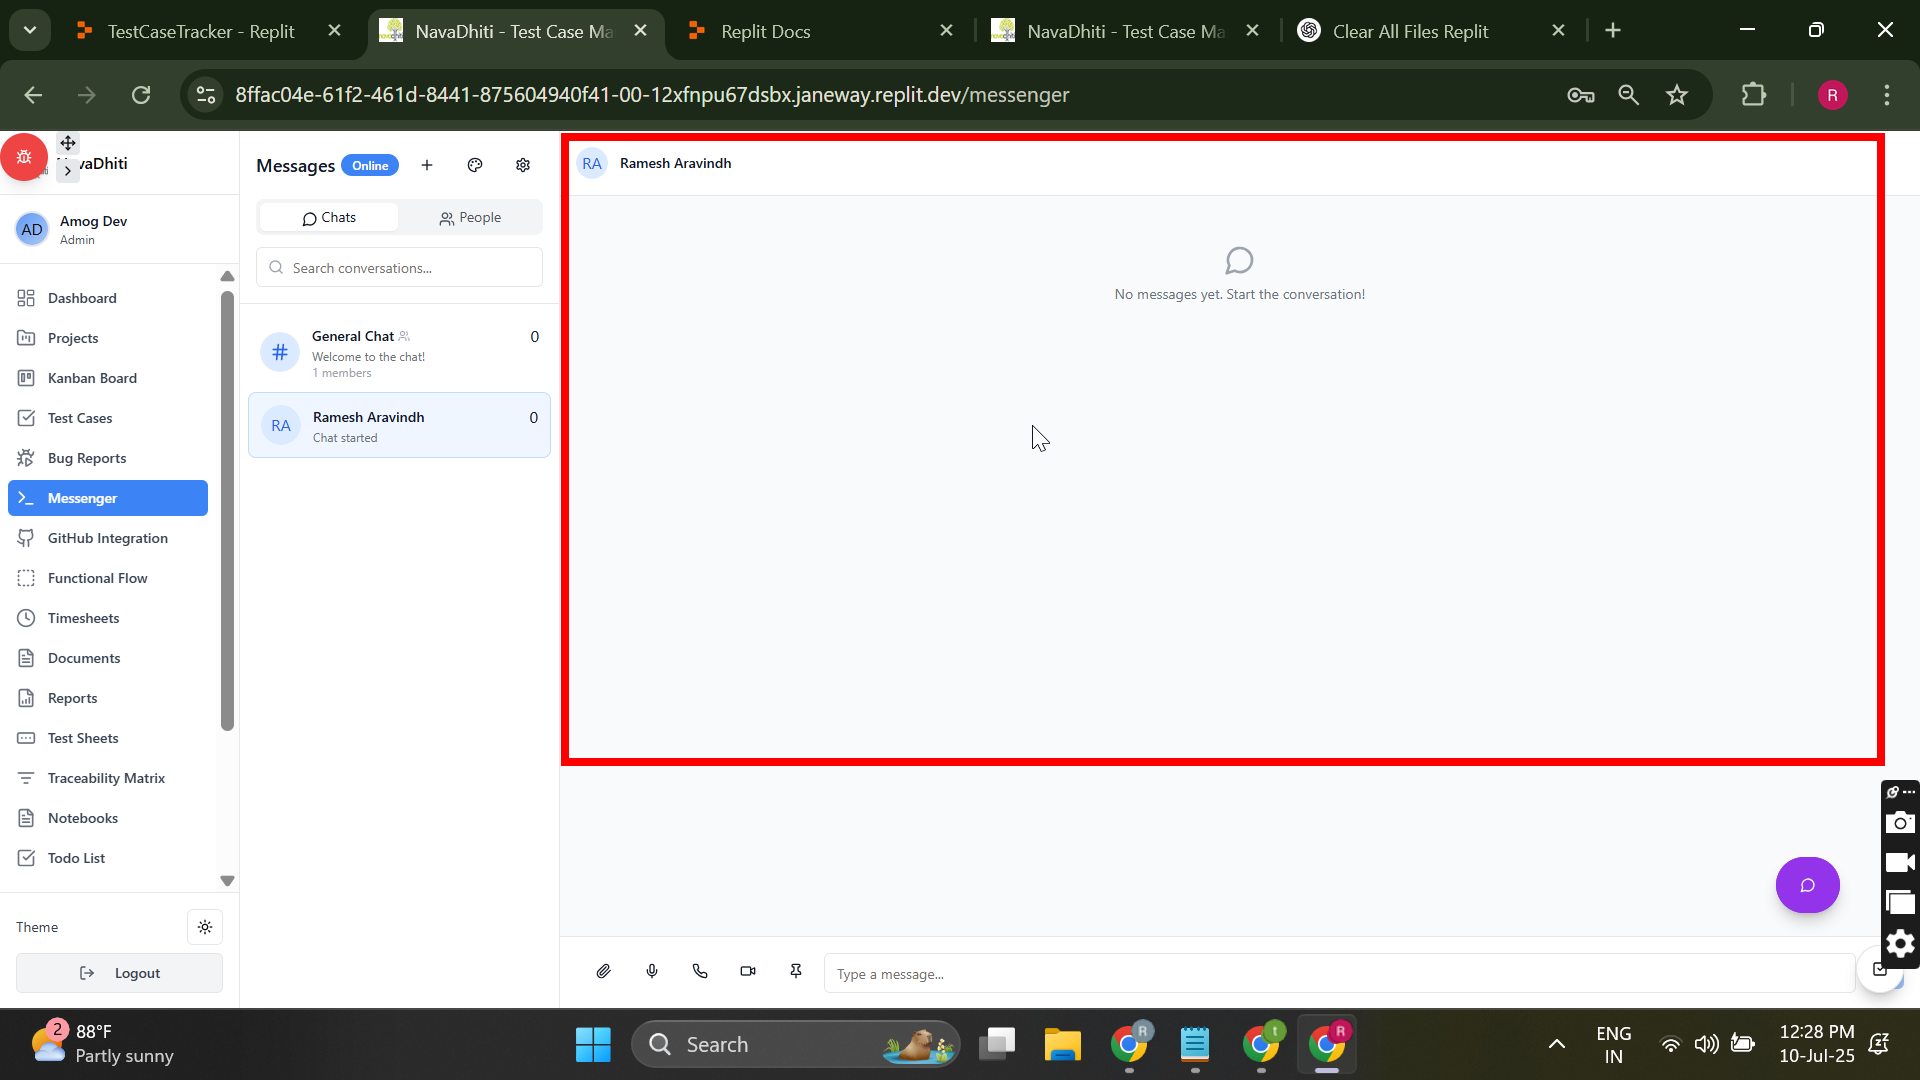 TestCaseTracker - Replit
NavaDhiti - Test Case Ma
Replit Docs
NavaDhiti - Test Case Ma
Clear All Files Replit
8ffac04e-61f2-461d-8441-875604940f41-00-12xfnpu67dsbx.janeway.replit.dev/messenger
R
vaDhiti
AD
Amog Dev
Admin
Dashboard
Projects
Kanban Board
Test Cases
Bug Reports
Messenger
GitHub Integration
Functional Flow
Timesheets
Documents
Reports
Test Sheets
Traceability Matrix
Notebooks
Todo List
Theme
Logout
Messages
Online
Chats
People
Search conversations...
#
General Chat
0
Welcome to the chat!
1 members
RA
Ramesh Aravindh
0
Chat started
RA
Ramesh Aravindh
No messages yet. Start the conversation!
Type a message...
2
88°F
Partly sunny
Search
R
t
R
ENG
IN
12:28 PM
10-Jul-25